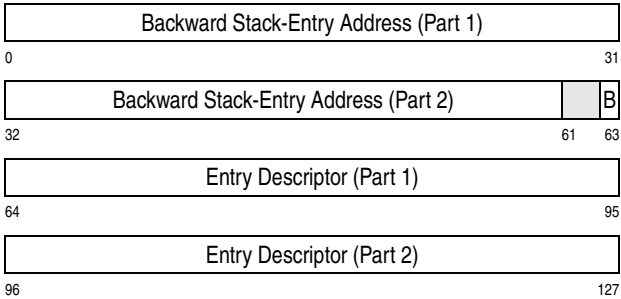 Backward Stack-Entry Address (Part 1)
0 31
Backward Stack-Entry Address (Part 2) B
32 61 63
Entry Descriptor (Part 1)
64 95
Entry Descriptor (Part 2)
96 127